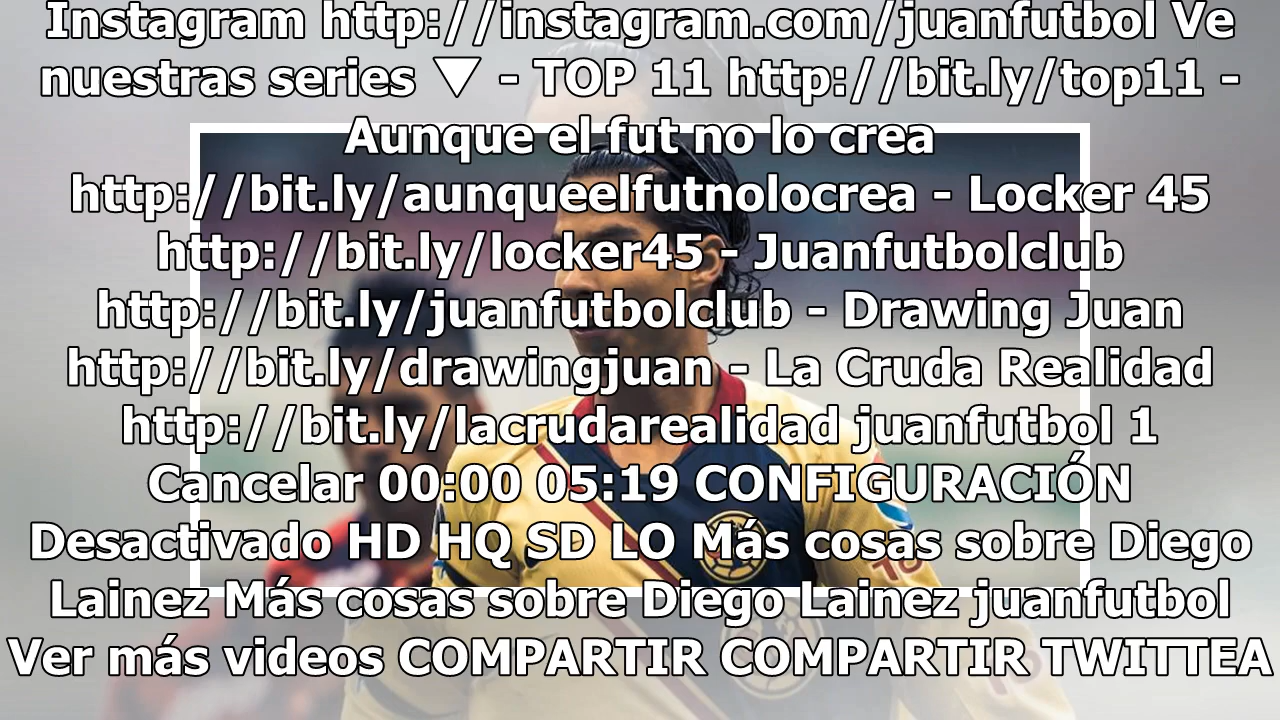 Instagram http://instagram.com/juanfutbol Ve
nuestras series ▼ - TOP 11 http://bit.ly/top11 -
Aunque el fut no lo crea
http://bit.ly/aunqueelfutnolocrea - Locker 45
http://bit.ly/locker45 - Juanfutbolclub
http://bit.ly/juanfutbolclub - Drawing Juan
http://bit.ly/drawingjuan - La Cruda Realidad
http://bit.ly/lacrudarealidad juanfutbol 1
Cancelar 00:00 05:19 CONFIGURACIÓN
Desactivado HD HQ SD LO Más cosas sobre Diego
Lainez Más cosas sobre Diego Lainez juanfutbol
Ver más videos COMPARTIR COMPARTIR TWITTEA